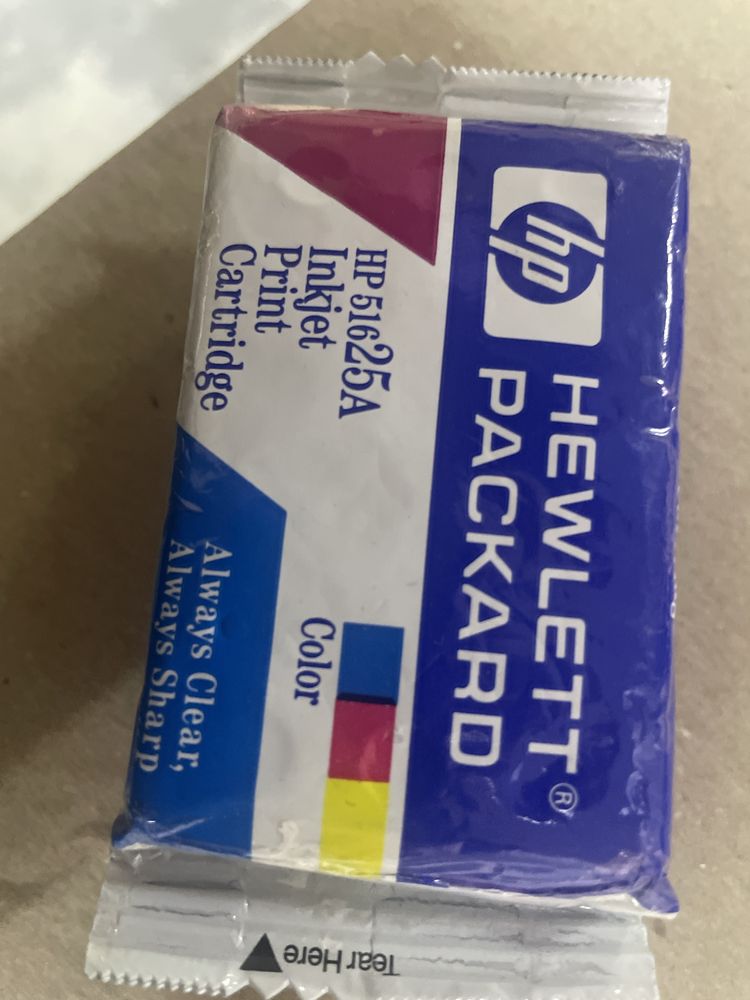 hp
HEWLETT®
PACKARD
HP 51625A
Inkjet
Print
Cartridge
Color
Always Clear,
Always Sharp
Tear Here